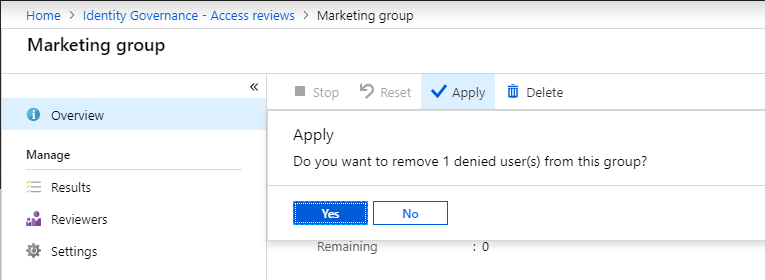 Home > Identity Governance - Access reviews > Marketing group
Marketing group
«
Stop Reset Apply Delete
Overview
Apply
Do you want to remove 1 denied user(s) from this group?
Manage
Results
Yes No
Reviewers
Remaining : 0
Settings